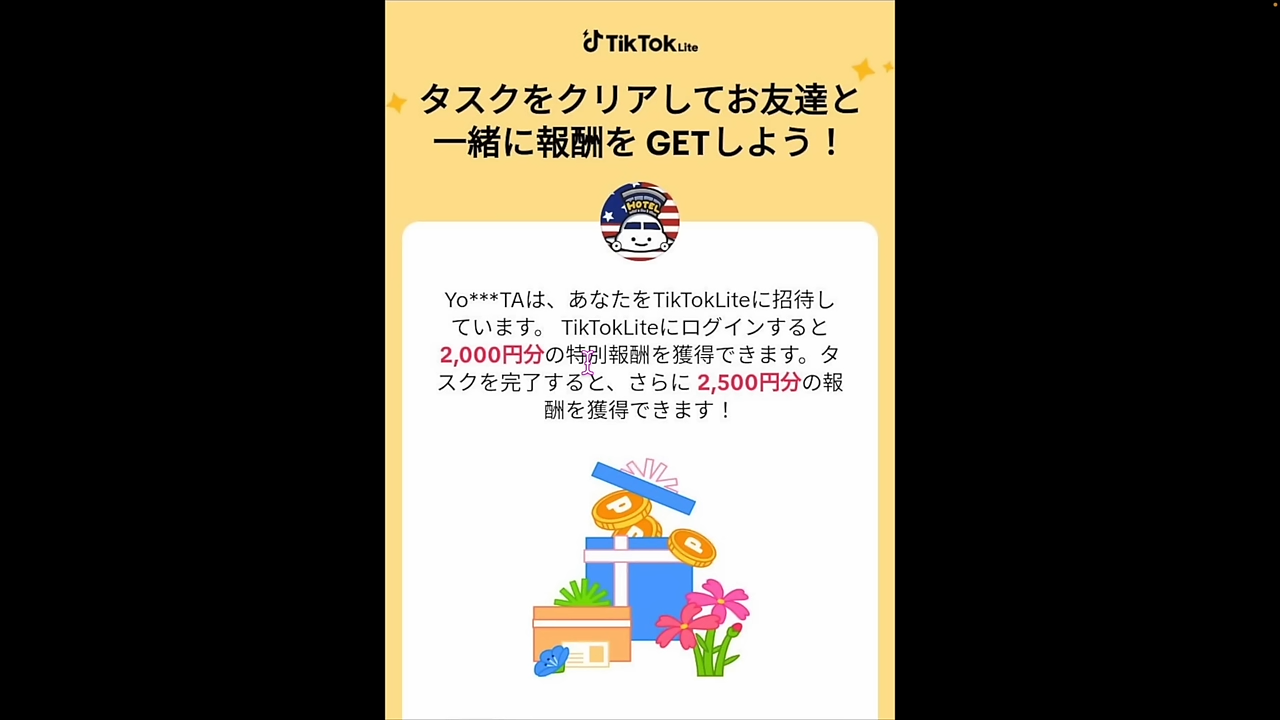 TikTok Lite
タスクをクリアしてお友達と
一緒に報酬を GETしよう！
HOTEL
Yo***TAは、あなたをTikTokLiteに招待し
ています。 TikTokLiteにログインすると
2,000円分の特別報酬を獲得できます。タ
スクを完了すると、さらに 2,500円分の報
酬を獲得できます！
P
P
P